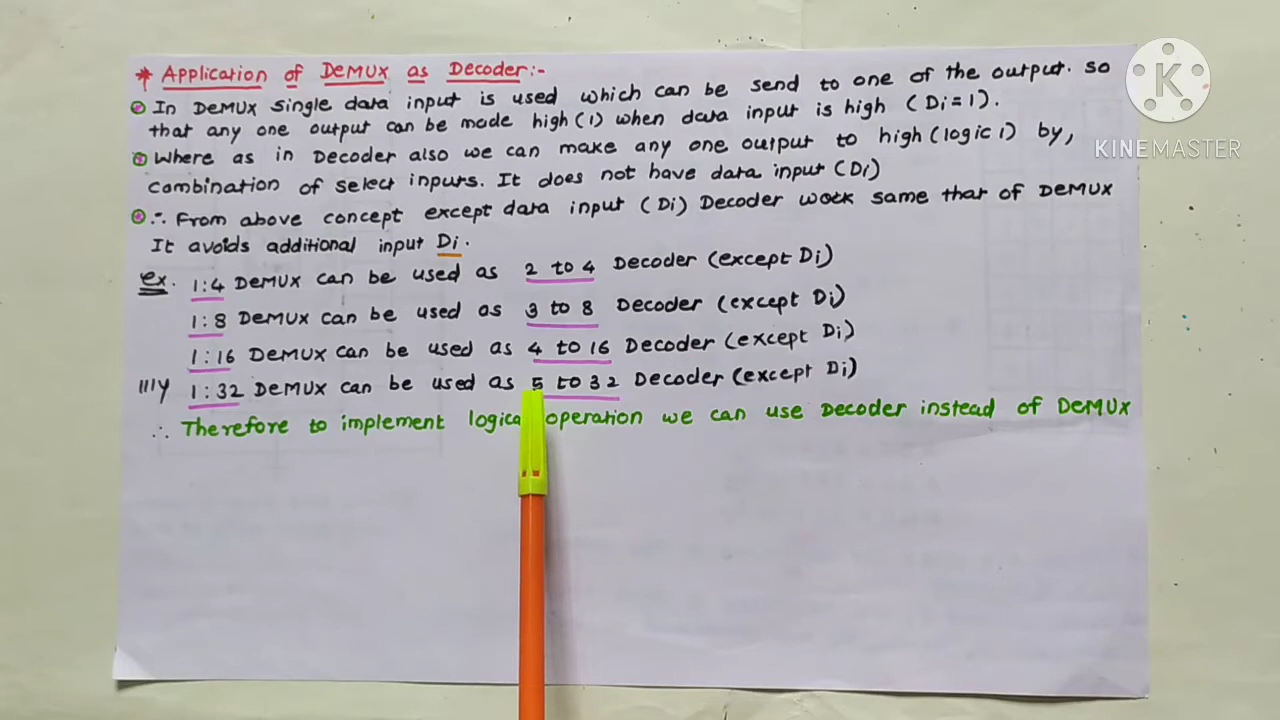 * Application of DeMUX as Decoder:-
In DeMUX single data input is used which can be send to one of the output. so
that any one output can be made high (1) when data input is high (Di=1).
Where as in Decoder also we can make any one output to high (logic 1) by,
combination of select inputs. It does not have data input (Di)
∴ From above concept except data input (Di) Decoder work same that of DeMUX
It avoids additional input Di.
ex. 1:4 DeMUX can be used as 2 to 4 Decoder (except Di)
1:8 DeMUX can be used as 3 to 8 Decoder (except Di)
1:16 DeMUX can be used as 4 to 16 Decoder (except Di)
111y 1:32 DeMUX can be used as 5 to 32 Decoder (except Di)
∴ Therefore to implement logical operation we can use Decoder instead of DeMUX
K
KINEMASTER